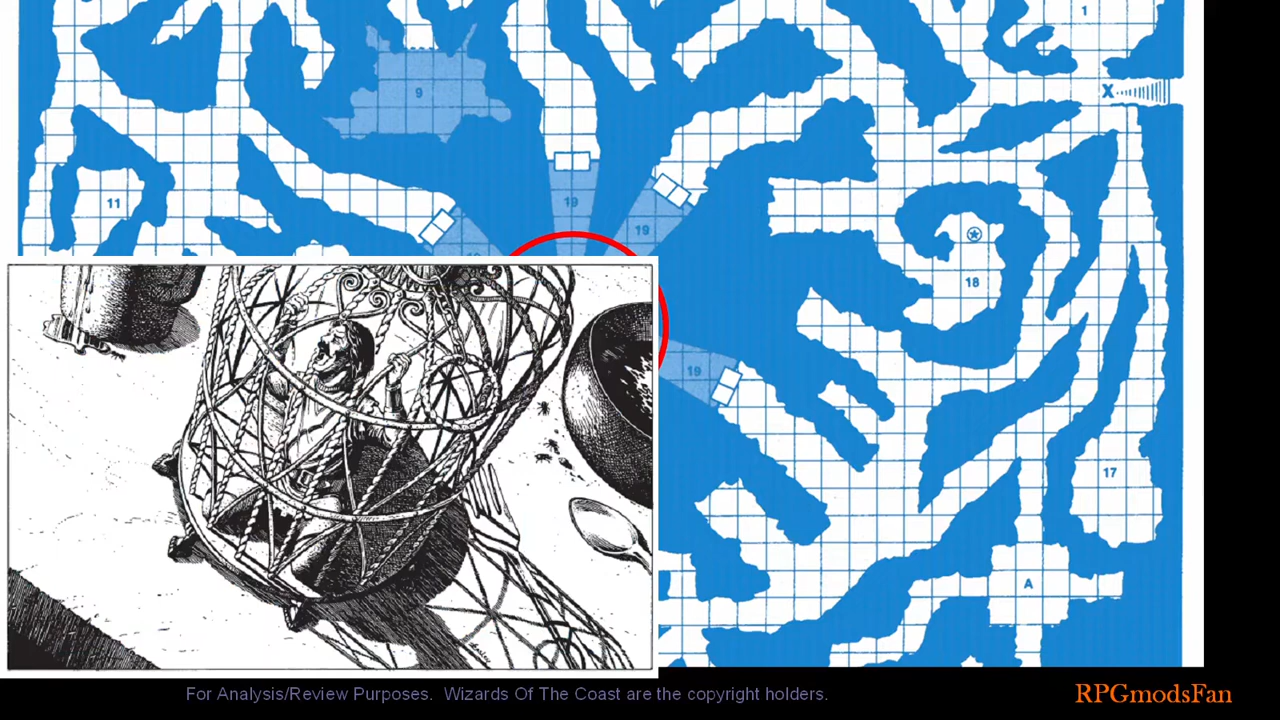 1
9
X
11
19
19
18
19
17
A
For Analysis/Review Purposes. Wizards Of The Coast are the copyright holders.
RPGmodsFan